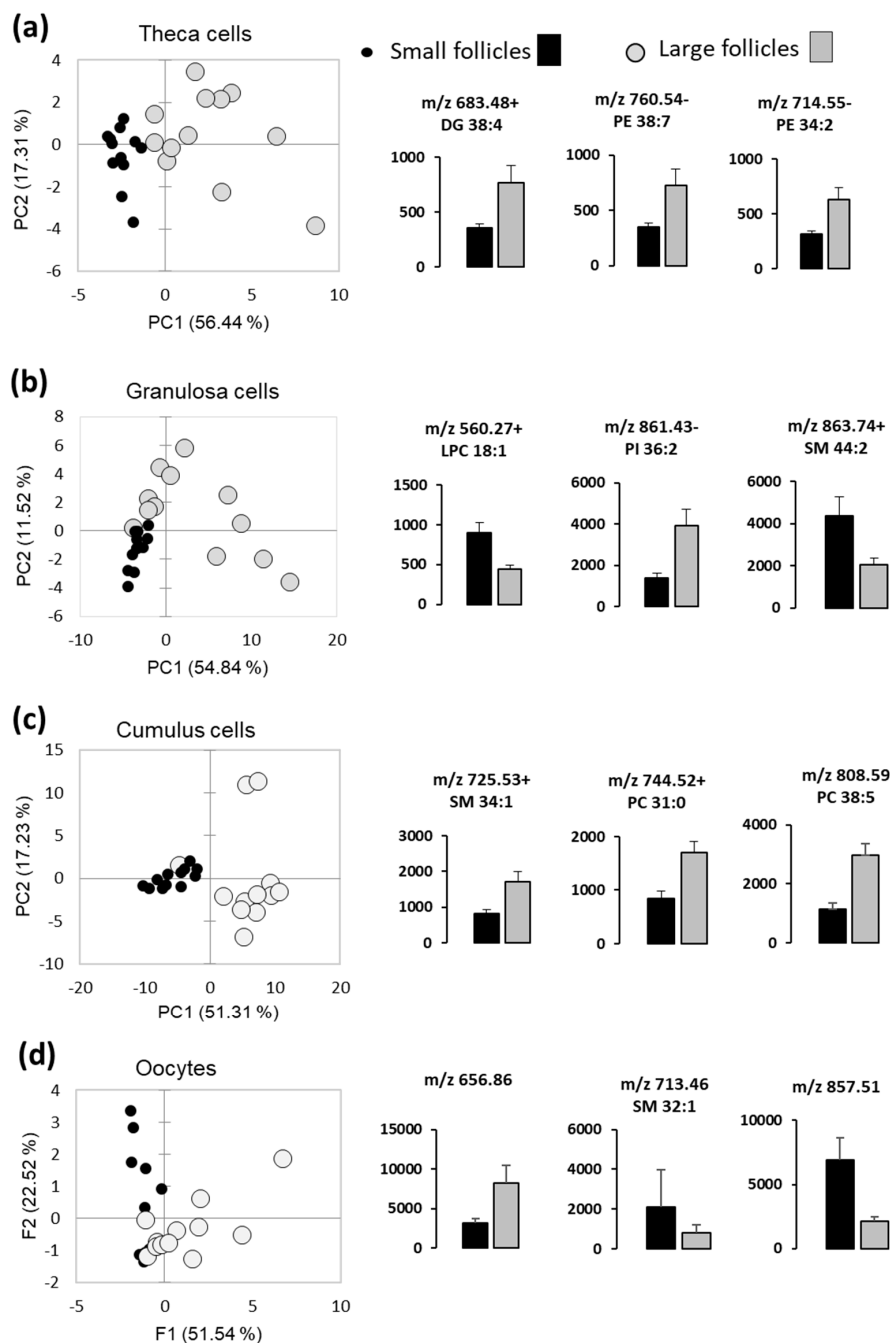 (a)
Theca cells
Small follicles
Large follicles
4
2
0
-2
-4
-6
-5
0
5
10
PC2 (17.31 %)
PC1 (56.44 %)
m/z 683.48+
DG 38:4
1000
500
0
m/z 760.54-
PE 38:7
1000
500
0
m/z 714.55-
PE 34:2
1000
500
0
(b)
Granulosa cells
8
6
4
2
0
-2
-4
-6
-10
0
10
20
PC2 (11.52 %)
PC1 (54.84 %)
m/z 560.27+
LPC 18:1
1500
1000
500
0
m/z 861.43-
PI 36:2
6000
4000
2000
0
m/z 863.74+
SM 44:2
6000
4000
2000
0
(c)
Cumulus cells
15
10
5
0
-5
-10
-20
-10
0
10
20
PC2 (17.23 %)
PC1 (51.31 %)
m/z 725.53+
SM 34:1
3000
2000
1000
0
m/z 744.52+
PC 31:0
2000
1000
0
m/z 808.59
PC 38:5
4000
2000
0
(d)
Oocytes
4
3
2
1
0
-1
-2
-5
0
5
10
F2 (22.52 %)
F1 (51.54 %)
m/z 656.86
15000
10000
5000
0
m/z 713.46
SM 32:1
6000
4000
2000
0
m/z 857.51
10000
5000
0